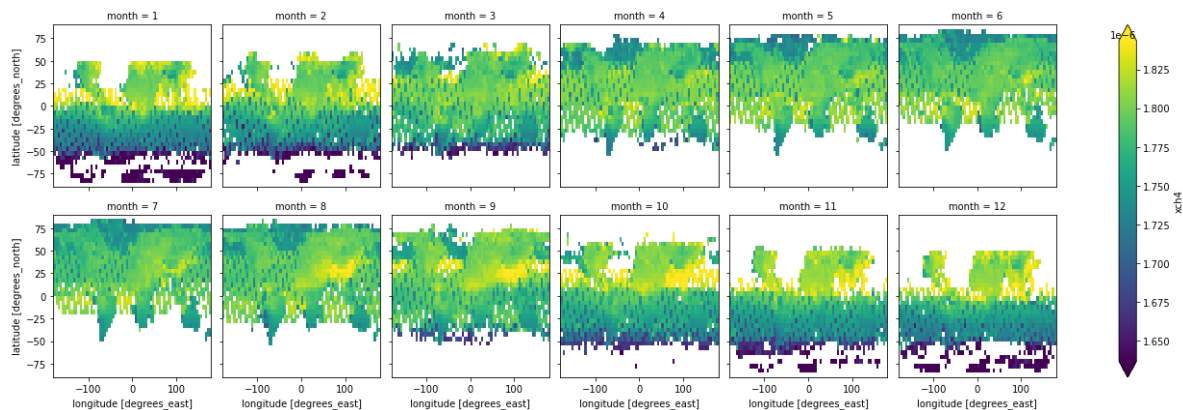 month = 1 month = 2 month = 3 month = 4 month = 5 month = 6
1e−6
75
50
25
0
−25
−50
−75
latitude [degrees_north]
1.825
1.800
1.775
1.750
1.725
1.700
1.675
1.650
xch4
month = 7 month = 8 month = 9 month = 10 month = 11 month = 12
75
50
25
0
−25
−50
−75
latitude [degrees_north]
−100 0 100 −100 0 100 −100 0 100 −100 0 100 −100 0 100 −100 0 100
longitude [degrees_east] longitude [degrees_east] longitude [degrees_east] longitude [degrees_east] longitude [degrees_east] longitude [degrees_east]